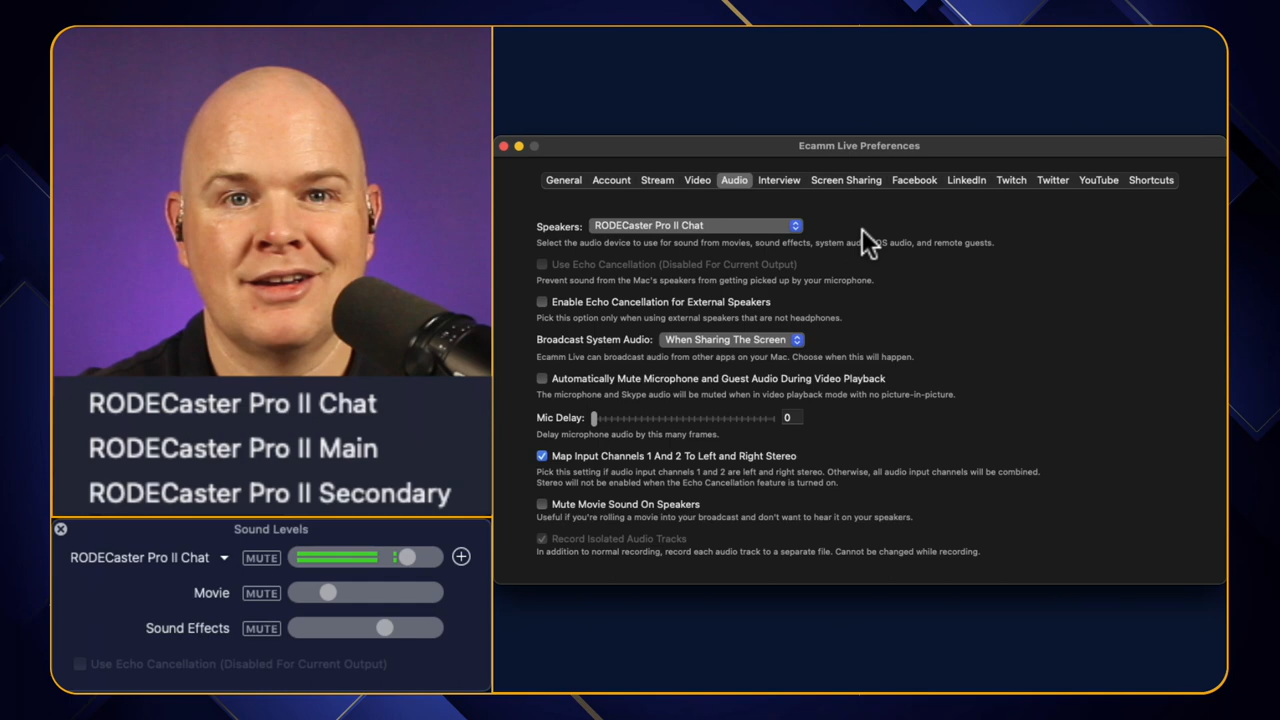 RODECaster Pro II Chat
RODECaster Pro II Main
RODECaster Pro II Secondary
Sound Levels
RODECaster Pro II Chat MUTE
Movie MUTE
Sound Effects MUTE
Use Echo Cancellation (Disabled For Current Output)
Ecamm Live Preferences
General Account Stream Video Audio Interview Screen Sharing Facebook LinkedIn Twitch Twitter YouTube Shortcuts
Speakers: RODECaster Pro II Chat
Select the audio device to use for sound from movies, sound effects, system audio, audio, and remote guests.
Use Echo Cancellation (Disabled For Current Output)
Prevent sound from the Mac's speakers from getting picked up by your microphone.
Enable Echo Cancellation for External Speakers
Pick this option only when using external speakers that are not headphones.
Broadcast System Audio: When Sharing The Screen
Ecamm Live can broadcast audio from other apps on your Mac. Choose when this will happen.
Automatically Mute Microphone and Guest Audio During Video Playback
The microphone and Skype audio will be muted when in video playback mode with no picture-in-picture.
Mic Delay: 0
Delay microphone audio by this many frames.
Map Input Channels 1 And 2 To Left and Right Stereo
Pick this setting if audio input channels 1 and 2 are left and right stereo. Otherwise, all audio input channels will be combined.
Stereo will not be enabled when the Echo Cancellation feature is turned on.
Mute Movie Sound On Speakers
Useful if you're rolling a movie into your broadcast and don't want to hear it on your speakers.
Record Isolated Audio Tracks
In addition to normal recording, record each audio track to a separate file. Cannot be changed while recording.